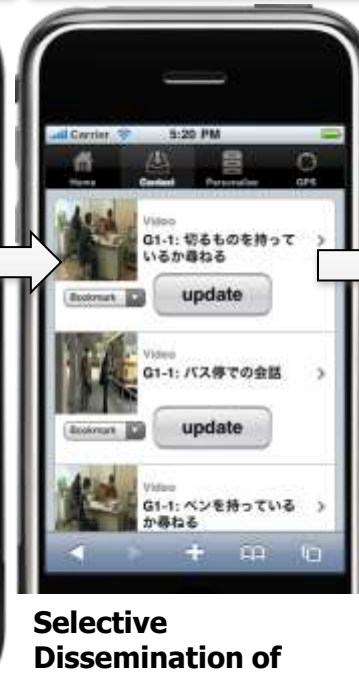 Carrier 5:20 PM
Home Context Personalise GPS
Video
G1-1: 切るものを持って
いるか尋ねる
Bookmark update
Video
G1-1: バス停での会話
Bookmark update
Video
G1-1: ペンを持っている
か尋ねる
Selective
Dissemination of